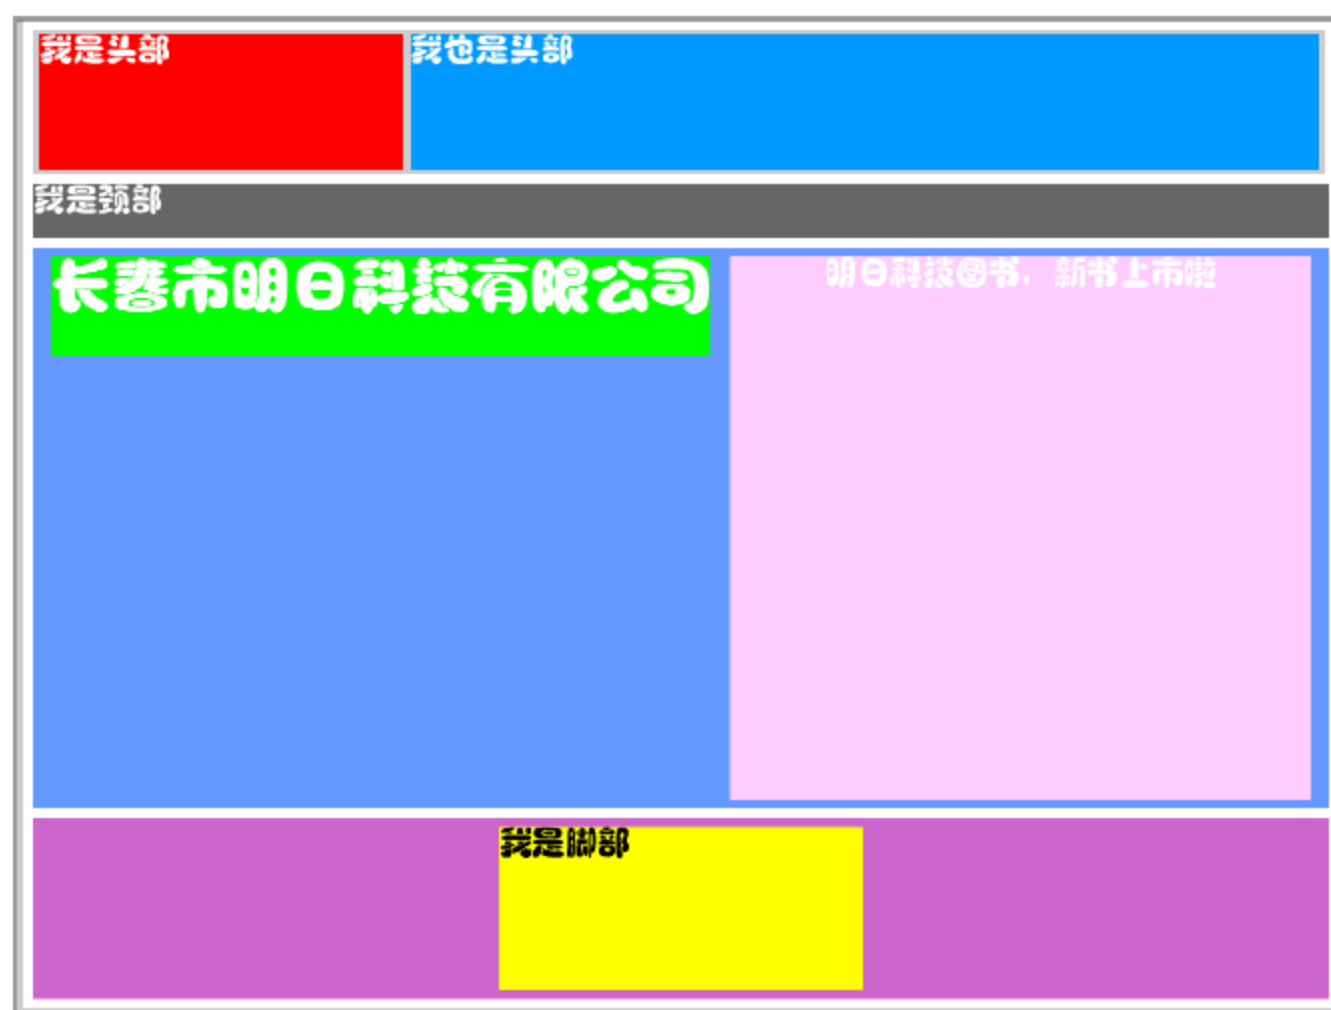 我是头部
我也是头部
我是颈部
长春市明日科技有限公司
明日科技图书，新书上市啦
我是脚部